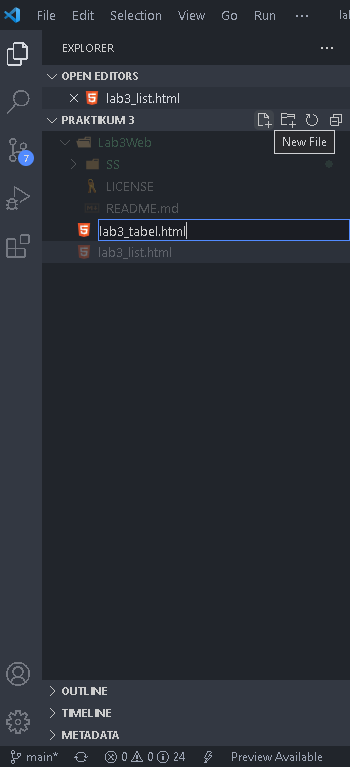 File Edit Selection View Go Run ··· la
EXPLORER ···
OPEN EDITORS
lab3_list.html
PRAKTIKUM 3
New File
Lab3Web
SS
LICENSE
README.md
lab3_tabel.html
lab3_list.html
7
OUTLINE
TIMELINE
METADATA
main* 0 0 24 Preview Available